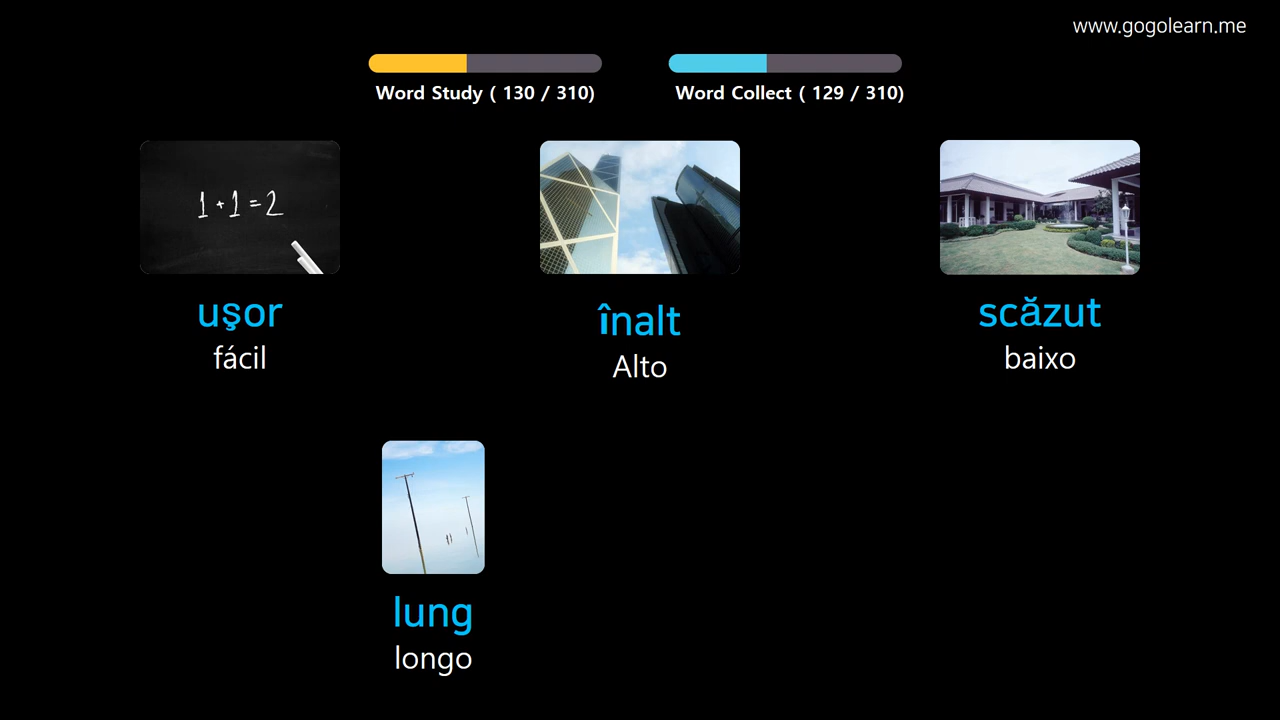 www.gogolearn.me
Word Study ( 130 / 310)
Word Collect ( 129 / 310)
1 + 1 = 2
uşor
fácil
înalt
Alto
scăzut
baixo
lung
longo